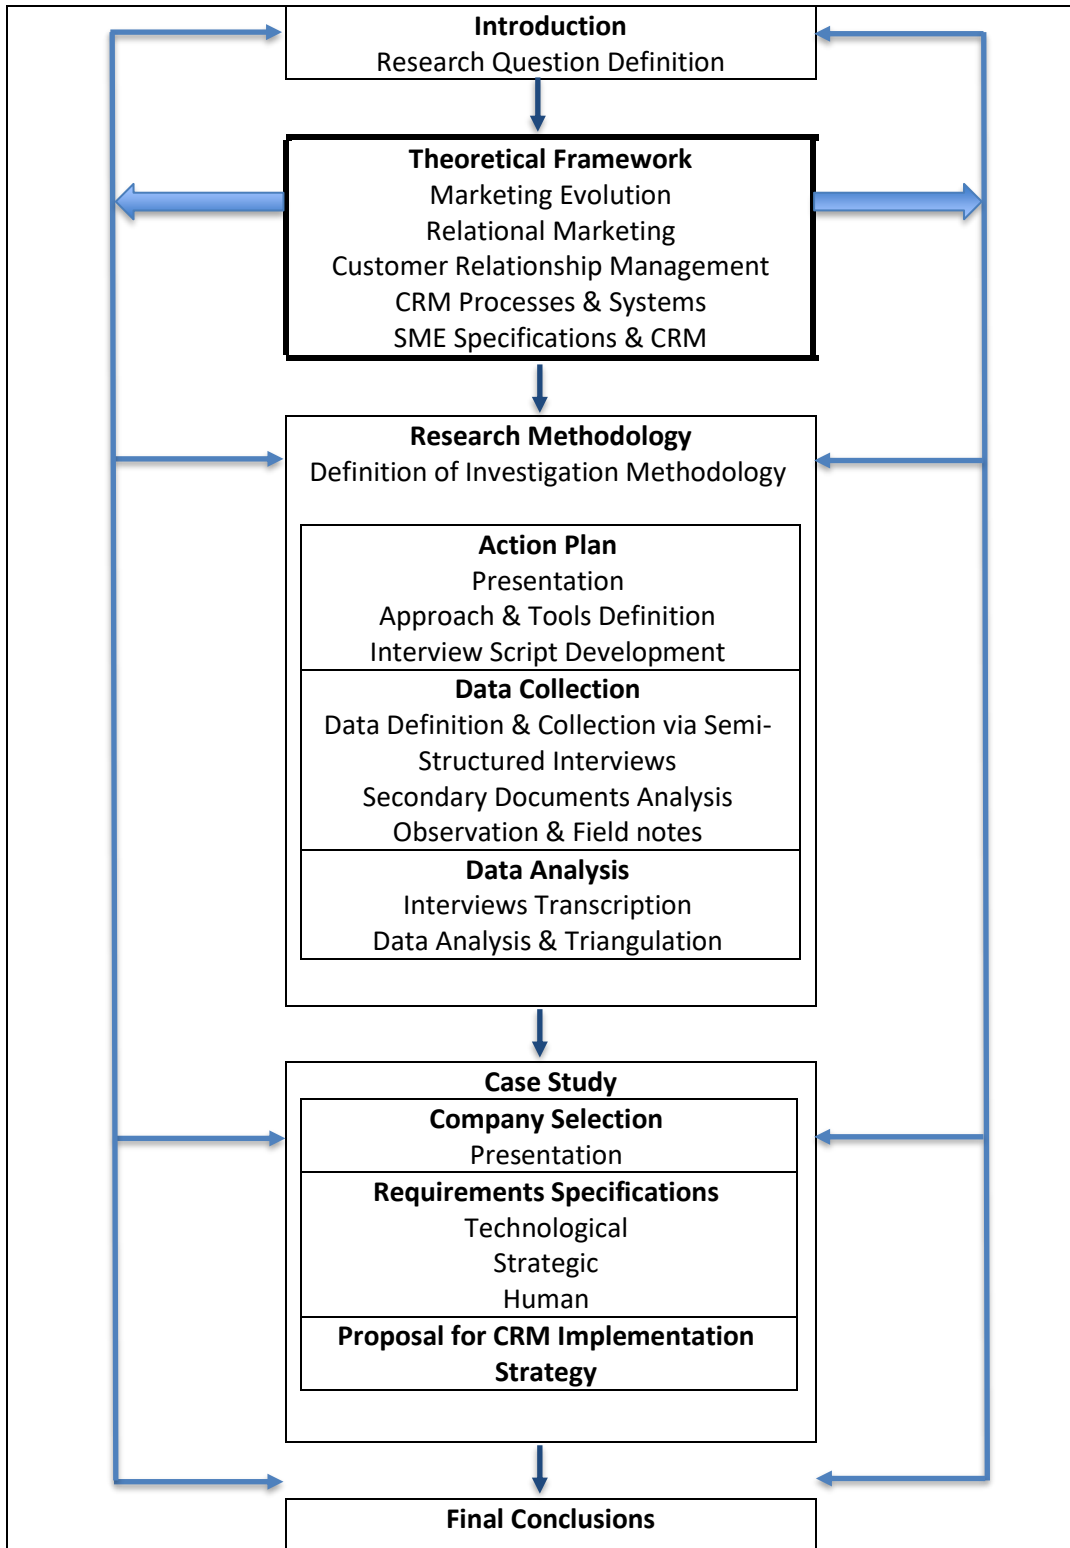 Introduction
Research Question Definition
Theoretical Framework
Marketing Evolution
Relational Marketing
Customer Relationship Management
CRM Processes & Systems
SME Specifications & CRM
Research Methodology
Definition of Investigation Methodology
Action Plan
Presentation
Approach & Tools Definition
Interview Script Development
Data Collection
Data Definition & Collection via Semi-
Structured Interviews
Secondary Documents Analysis
Observation & Field notes
Data Analysis
Interviews Transcription
Data Analysis & Triangulation
Case Study
Company Selection
Presentation
Requirements Specifications
Technological
Strategic
Human
Proposal for CRM Implementation
Strategy
Final Conclusions